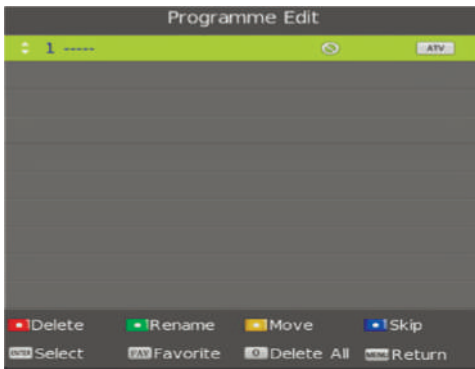 Programme Edit
1 ----- ATV
Delete Rename Move Skip
ENTER Select FAV Favorite 0 Delete All MENU Return